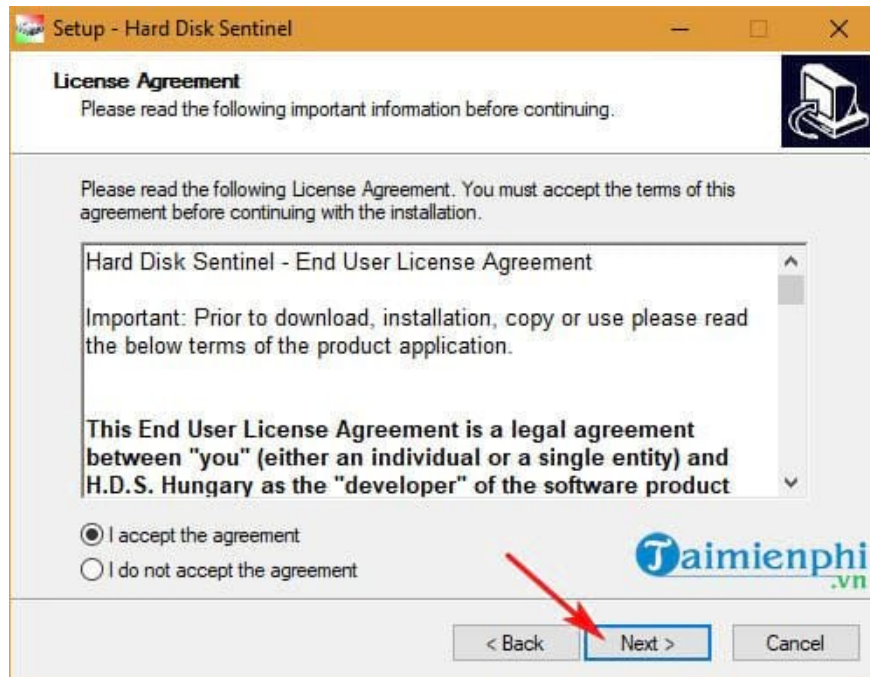 Setup - Hard Disk Sentinel
License Agreement
Please read the following important information before continuing.
Please read the following License Agreement. You must accept the terms of this
agreement before continuing with the installation.
Hard Disk Sentinel - End User License Agreement
Important: Prior to download, installation, copy or use please read
the below terms of the product application.
This End User License Agreement is a legal agreement
between "you" (either an individual or a single entity) and
H.D.S. Hungary as the "developer" of the software product
I accept the agreement
I do not accept the agreement
Taimienphi
.vn
< Back
Next >
Cancel